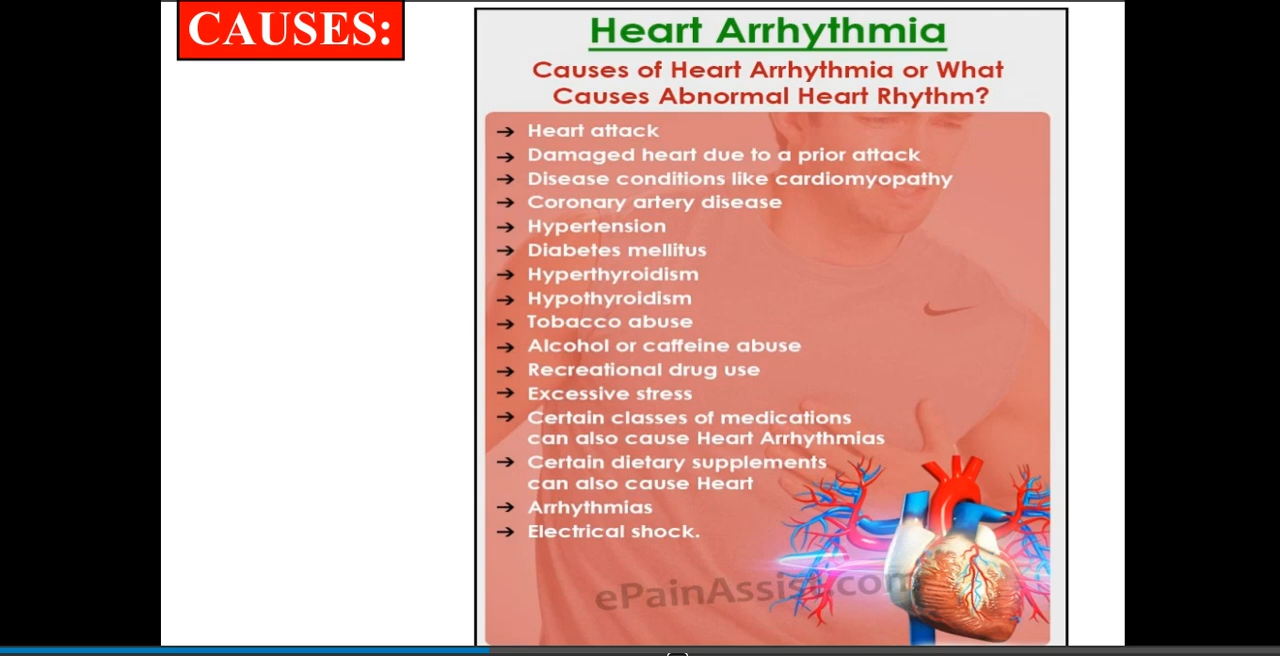 CAUSES:
Heart Arrhythmia
Causes of Heart Arrhythmia or What
Causes Abnormal Heart Rhythm?
→ Heart attack
→ Damaged heart due to a prior attack
→ Disease conditions like cardiomyopathy
→ Coronary artery disease
→ Hypertension
→ Diabetes mellitus
→ Hyperthyroidism
→ Hypothyroidism
→ Tobacco abuse
→ Alcohol or caffeine abuse
→ Recreational drug use
→ Excessive stress
→ Certain classes of medications
can also cause Heart Arrhythmias
→ Certain dietary supplements
can also cause Heart
→ Arrhythmias
→ Electrical shock.
ePainAssist.com